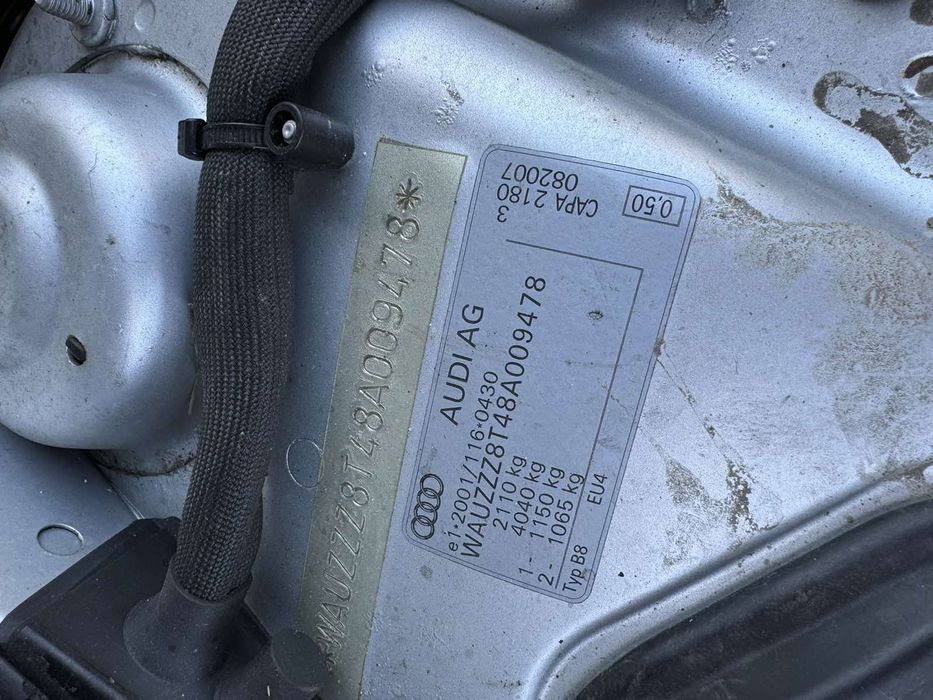 *WAUZZZ8T48A009478*
AUDI AG
e1*2001/116*0430
WAUZZZ8T48A009478
2110 kg
4040 kg
1- 1150 kg
2- 1065 kg
Typ B8 EU4
3
CAPA 2180
082007
0.50